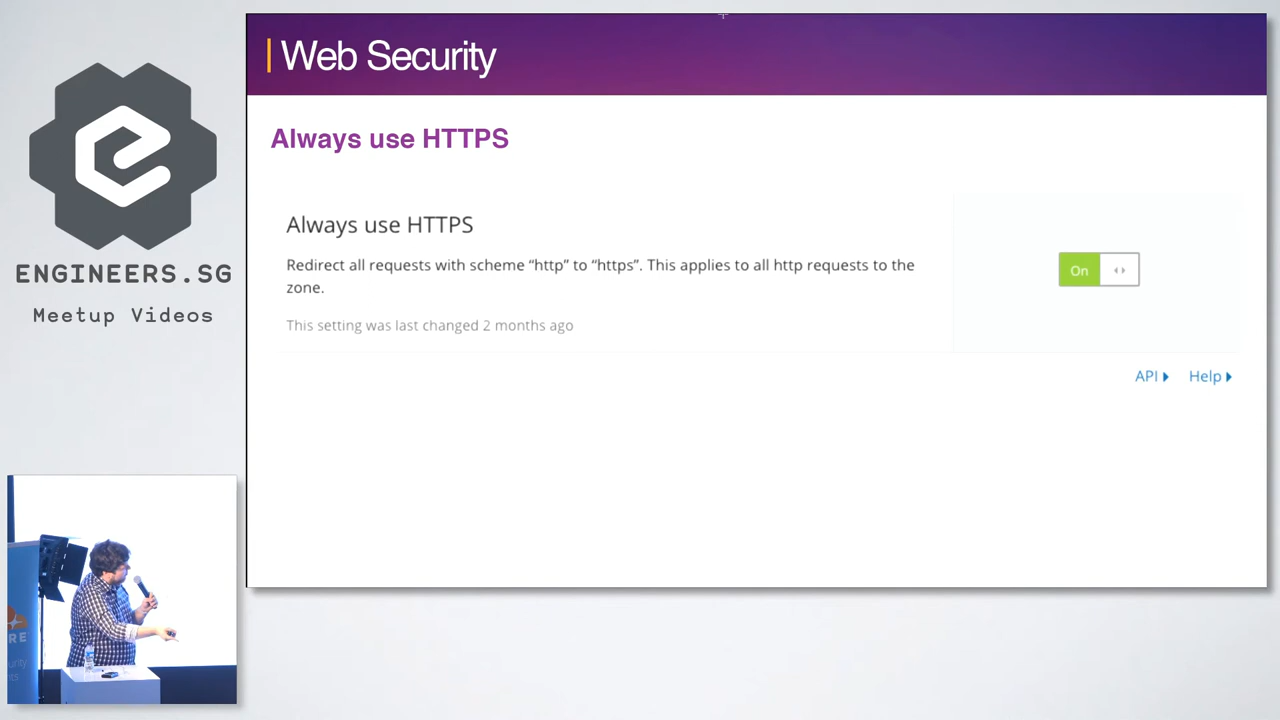 Web Security
Always use HTTPS
Always use HTTPS
Redirect all requests with scheme “http” to “https”. This applies to all http requests to the
zone.
This setting was last changed 2 months ago
On
API
Help
ENGINEERS.SG
Meetup Videos
RE